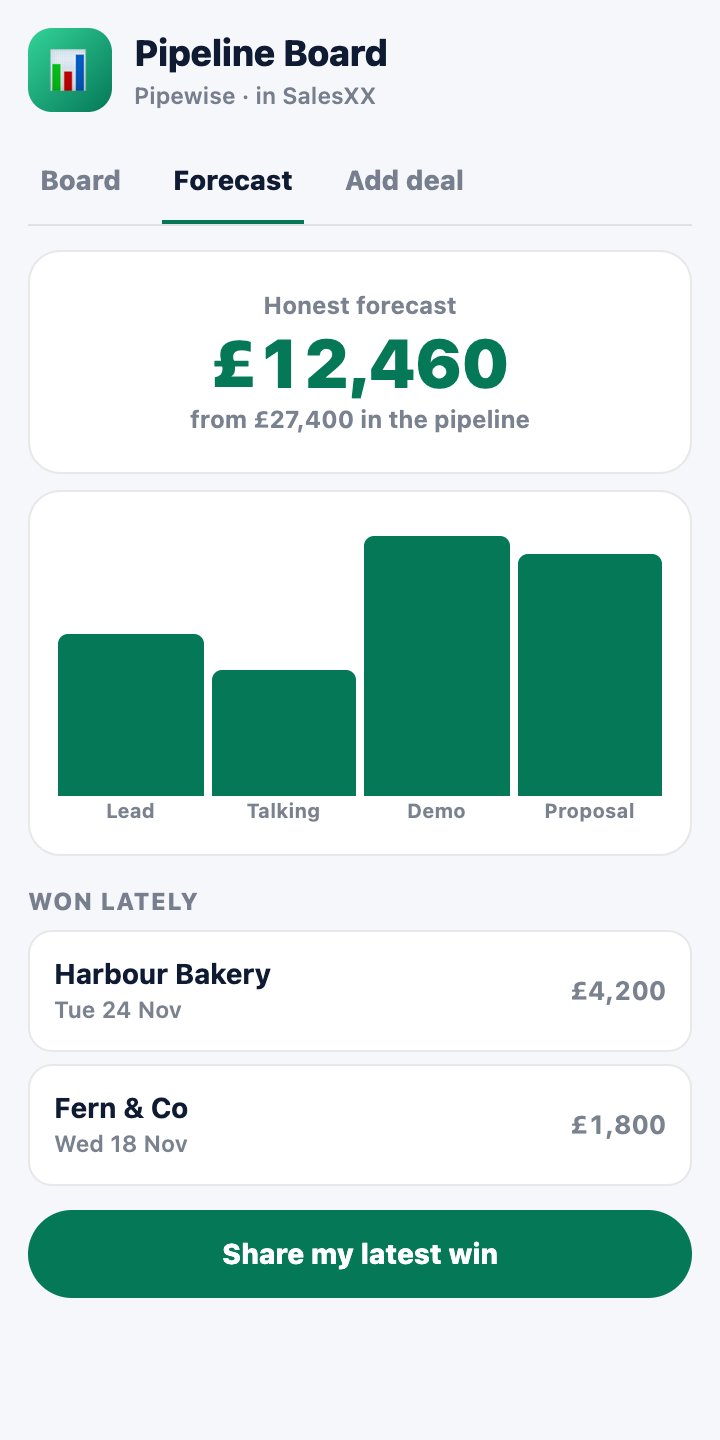 Pipeline Board
Pipewise · in SalesXX
Board Forecast Add deal
Honest forecast
£12,460
from £27,400 in the pipeline
Lead Talking Demo Proposal
WON LATELY
Harbour Bakery
Tue 24 Nov
£4,200
Fern & Co
Wed 18 Nov
£1,800
Share my latest win